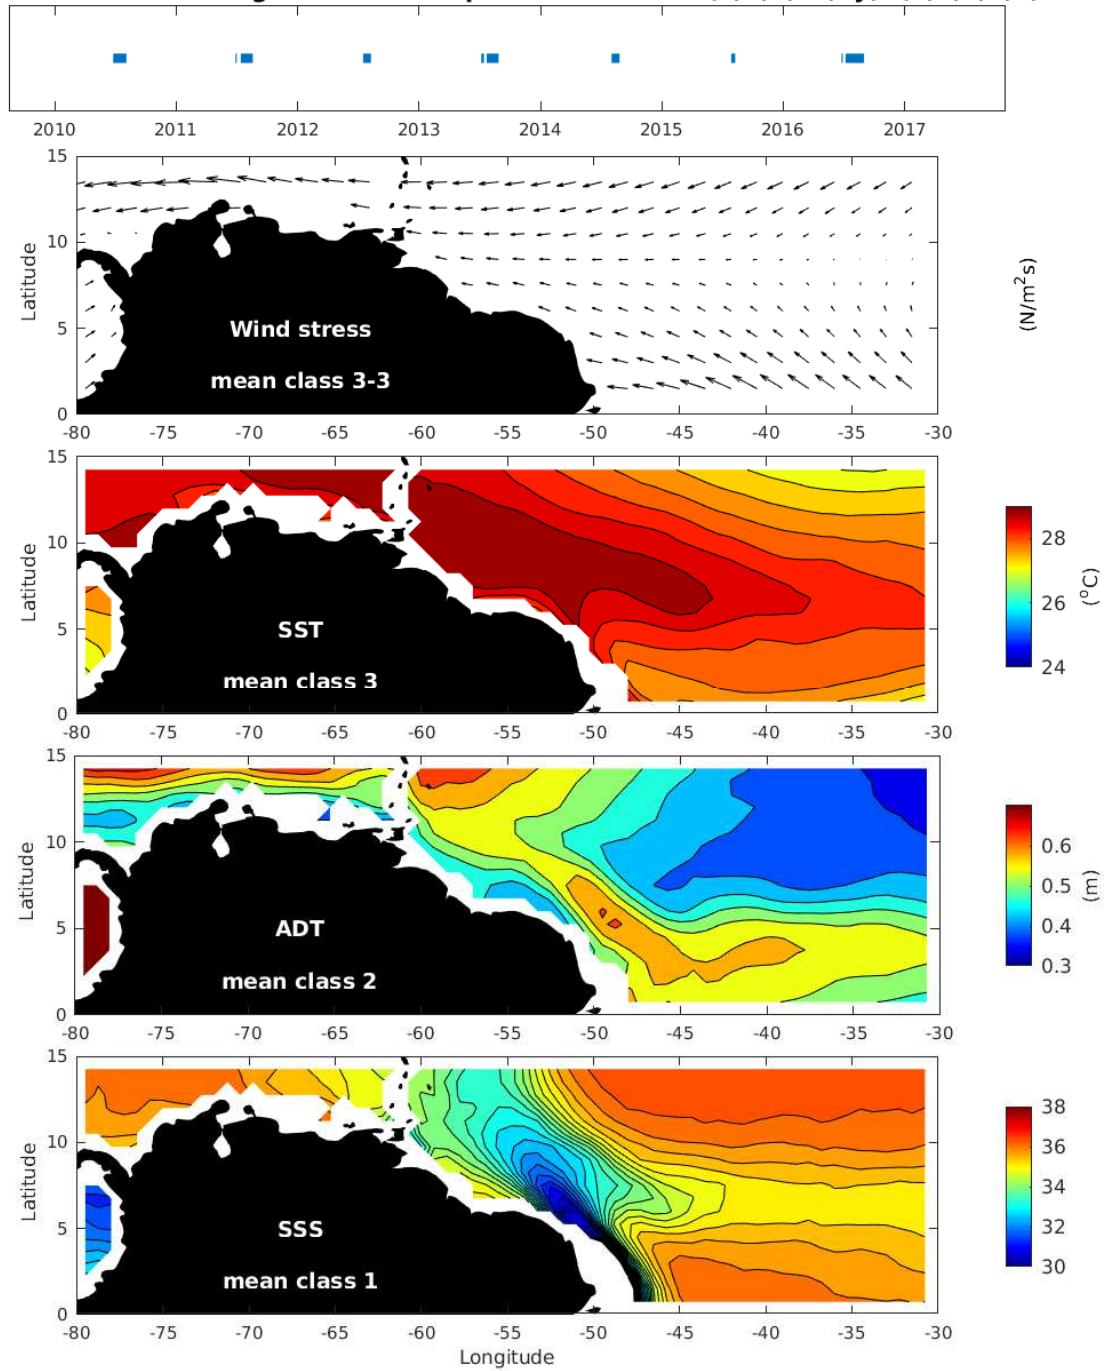 2010 2011 2012 2013 2014 2015 2016 2017
15
10
5
0
Latitude
Wind stress
mean class 3-3
(N/m²s)
-80 -75 -70 -65 -60 -55 -50 -45 -40 -35 -30
15
10
5
0
Latitude
SST
mean class 3
28
26
24
(°C)
-80 -75 -70 -65 -60 -55 -50 -45 -40 -35 -30
15
10
5
0
Latitude
ADT
mean class 2
0.6
0.5
0.4
0.3
(m)
-80 -75 -70 -65 -60 -55 -50 -45 -40 -35 -30
15
10
5
0
Latitude
SSS
mean class 1
38
36
34
32
30
-80 -75 -70 -65 -60 -55 -50 -45 -40 -35 -30
Longitude